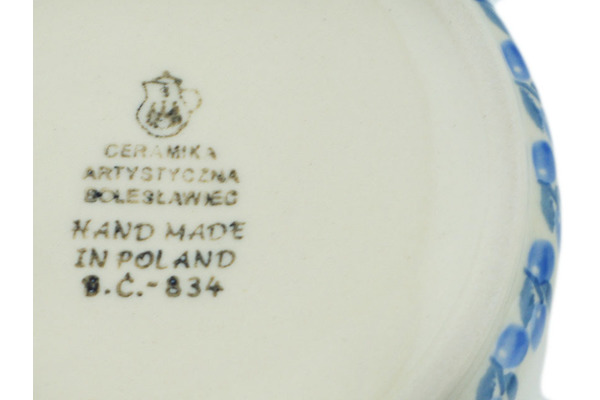 CERAMIKA
ARTYSTYCZNA
BOLESŁAWIEC
HAND MADE
IN POLAND
B.C.-834